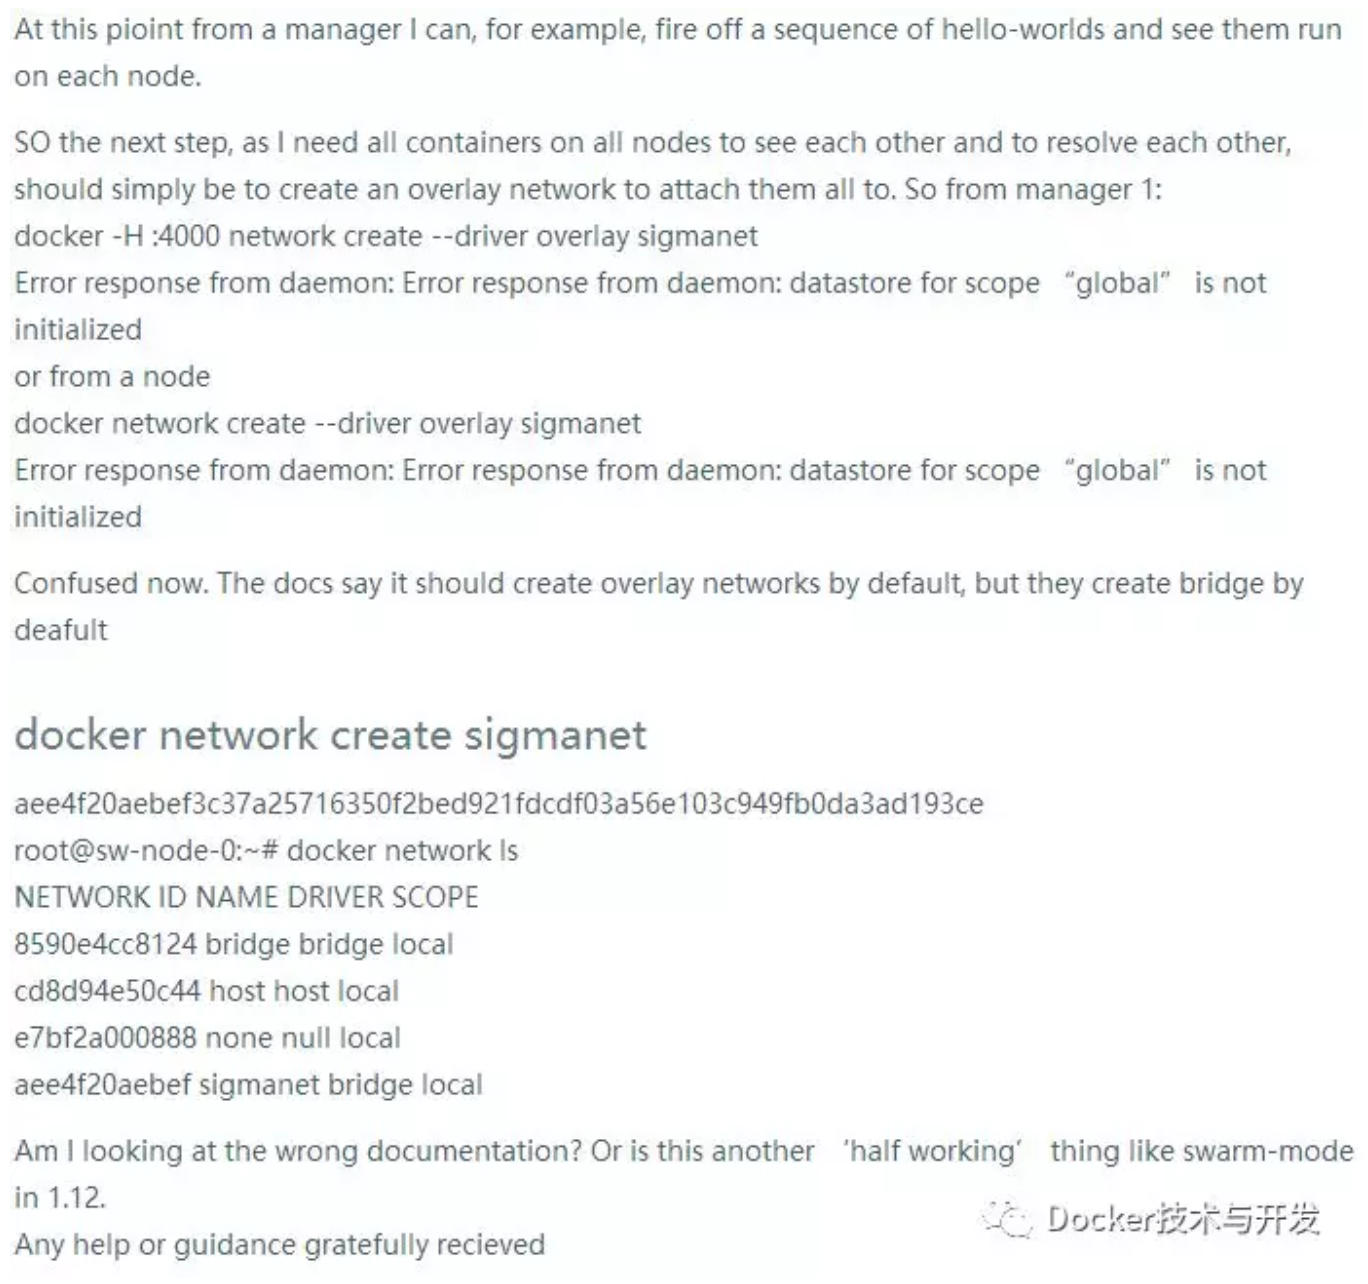 At this pioint from a manager I can, for example, fire off a sequence of hello-worlds and see them run
on each node.
SO the next step, as I need all containers on all nodes to see each other and to resolve each other,
should simply be to create an overlay network to attach them all to. So from manager 1:
docker -H :4000 network create --driver overlay sigmanet
Error response from daemon: Error response from daemon: datastore for scope “global” is not
initialized
or from a node
docker network create --driver overlay sigmanet
Error response from daemon: Error response from daemon: datastore for scope “global” is not
initialized
Confused now. The docs say it should create overlay networks by default, but they create bridge by
deafult
docker network create sigmanet
aee4f20aebef3c37a25716350f2bed921fdcdf03a56e103c949fb0da3ad193ce
root@sw-node-0:~# docker network ls
NETWORK ID NAME DRIVER SCOPE
8590e4cc8124 bridge bridge local
cd8d94e50c44 host host local
e7bf2a000888 none null local
aee4f20aebef sigmanet bridge local
Am I looking at the wrong documentation? Or is this another ‘half working’ thing like swarm-mode
in 1.12.
Any help or guidance gratefully recieved
Docker技术与开发